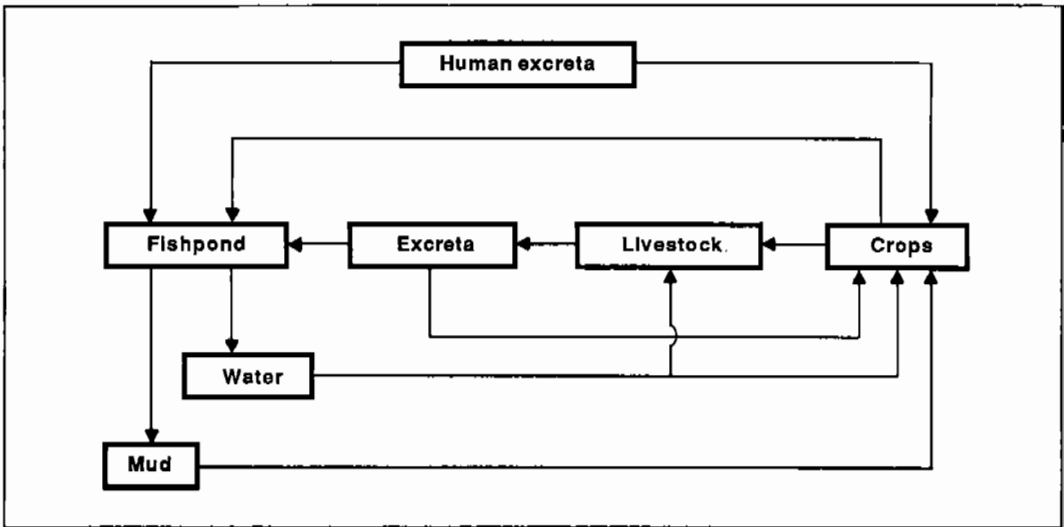 Human excreta
Fishpond
Excreta
Livestock
Crops
Water
Mud